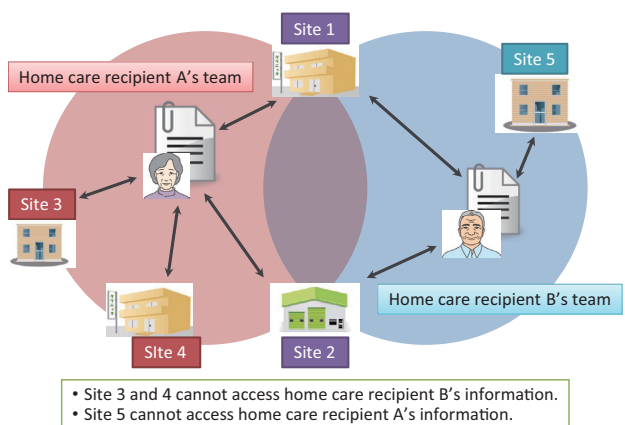 Site 1
Site 5
Home care recipient A's team
Site 3
Home care recipient B's team
SIte 4
Site 2
• Site 3 and 4 cannot access home care recipient B's information.
• Site 5 cannot access home care recipient A's information.